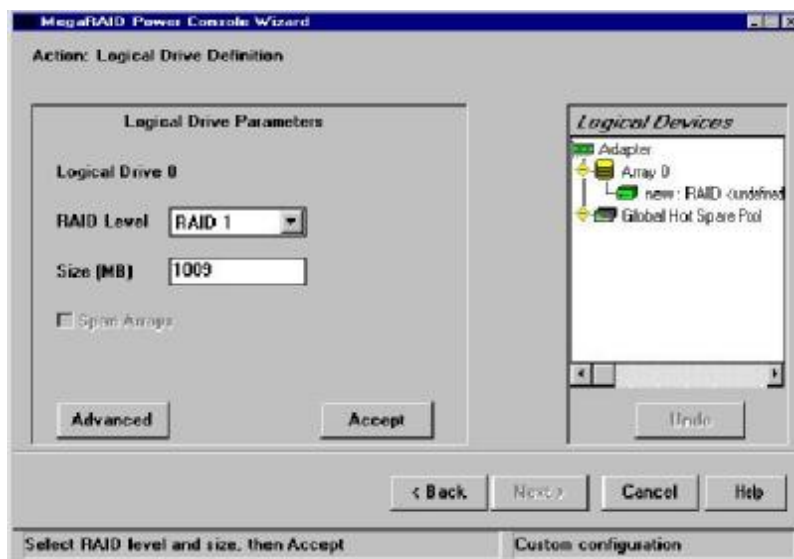 MegaRAID Power Console Wizard
Action: Logical Drive Definition
Logical Drive Parameters
Logical Drive 0
RAID Level RAID 1
Size (MB) 1009
Span Arrays
Advanced Accept
Logical Devices
Adapter
Array 0
new : RAID <undefined
Global Hot Spare Pool
Undo
< Back Next > Cancel Help
Select RAID level and size, then Accept Custom configuration